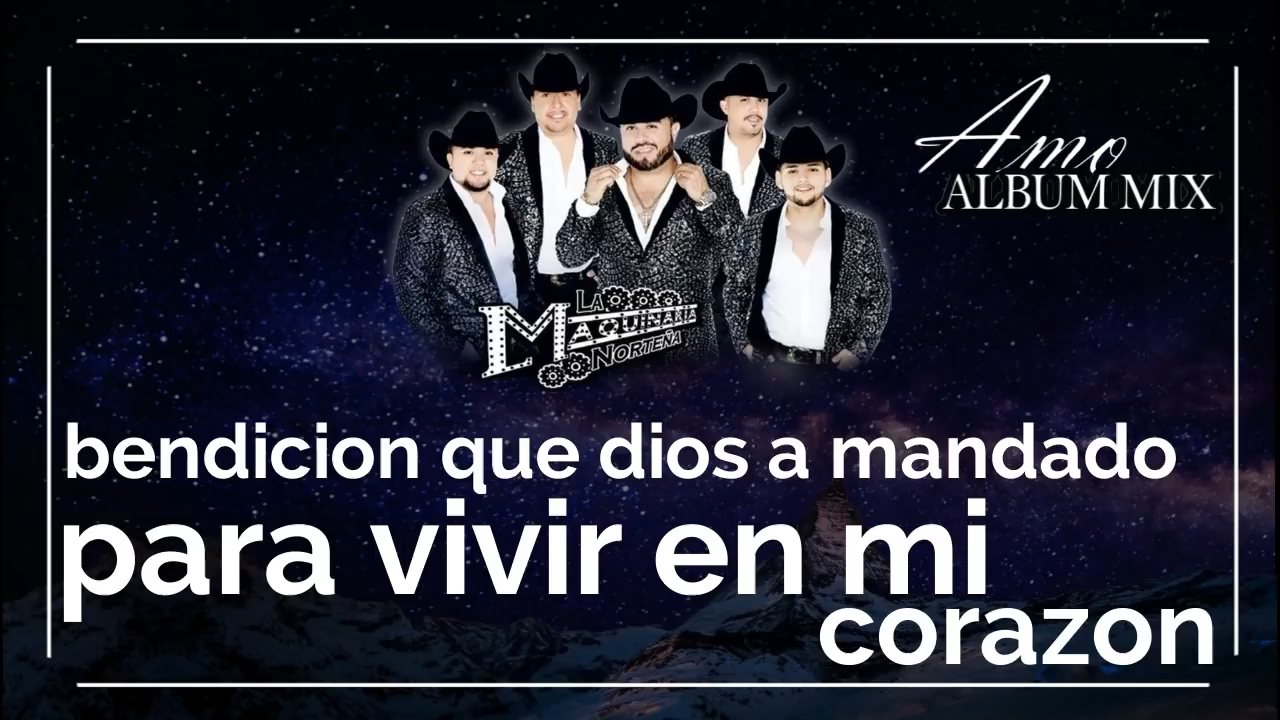 Amo
ALBUM MIX
LA
MAQUINARIA
NORTEÑA
bendicion que dios a mandado
para vivir en mi
corazon